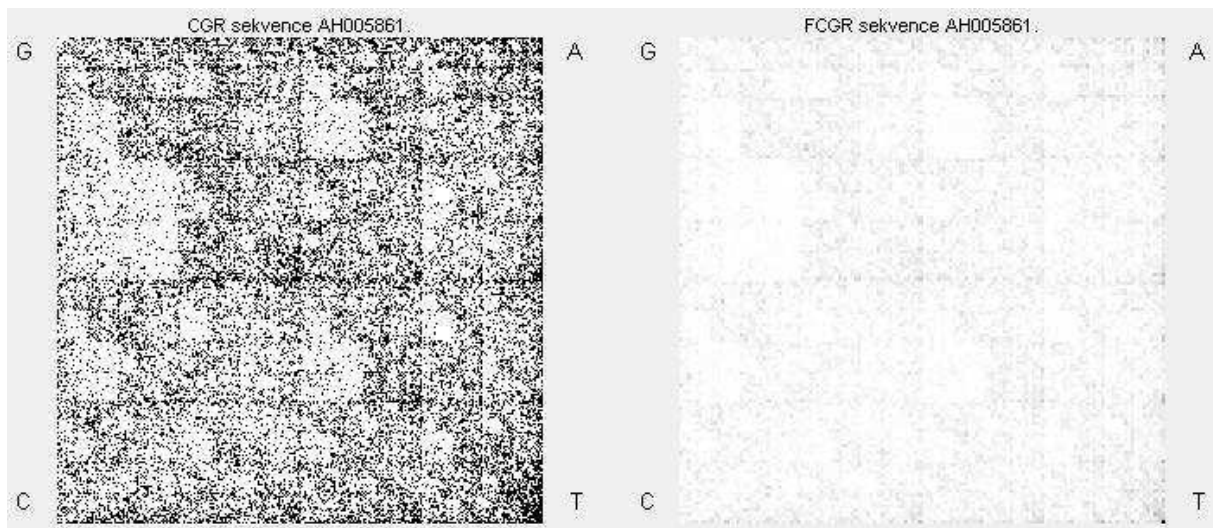 CGR sekvence AH005861.
FCGR sekvence AH005861.
G A G A
C T C T